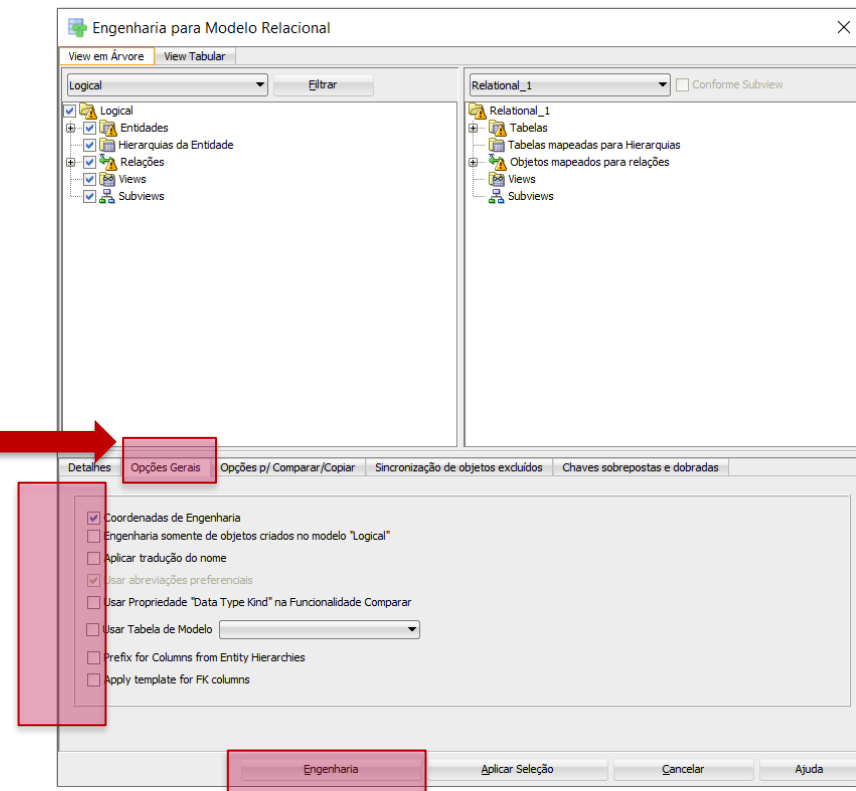 Engenharia para Modelo Relacional
View em Árvore View Tabular
Logical Filtrar Relational_1 Conforme Subview
Logical
Entidades
Hierarquias da Entidade
Relações
Views
Subviews
Relational_1
Tabelas
Tabelas mapeadas para Hierarquias
Objetos mapeados para relações
Views
Subviews
Detalhes Opções Gerais Opções p/ Comparar/Copiar Sincronização de objetos excluídos Chaves sobrepostas e dobradas
Coordenadas de Engenharia
Engenharia somente de objetos criados no modelo "Logical"
Aplicar tradução do nome
Usar abreviações preferenciais
Usar Propriedade "Data Type Kind" na Funcionalidade Comparar
Usar Tabela de Modelo
Prefix for Columns from Entity Hierarchies
Apply template for FK columns
Engenharia Aplicar Seleção Cancelar Ajuda